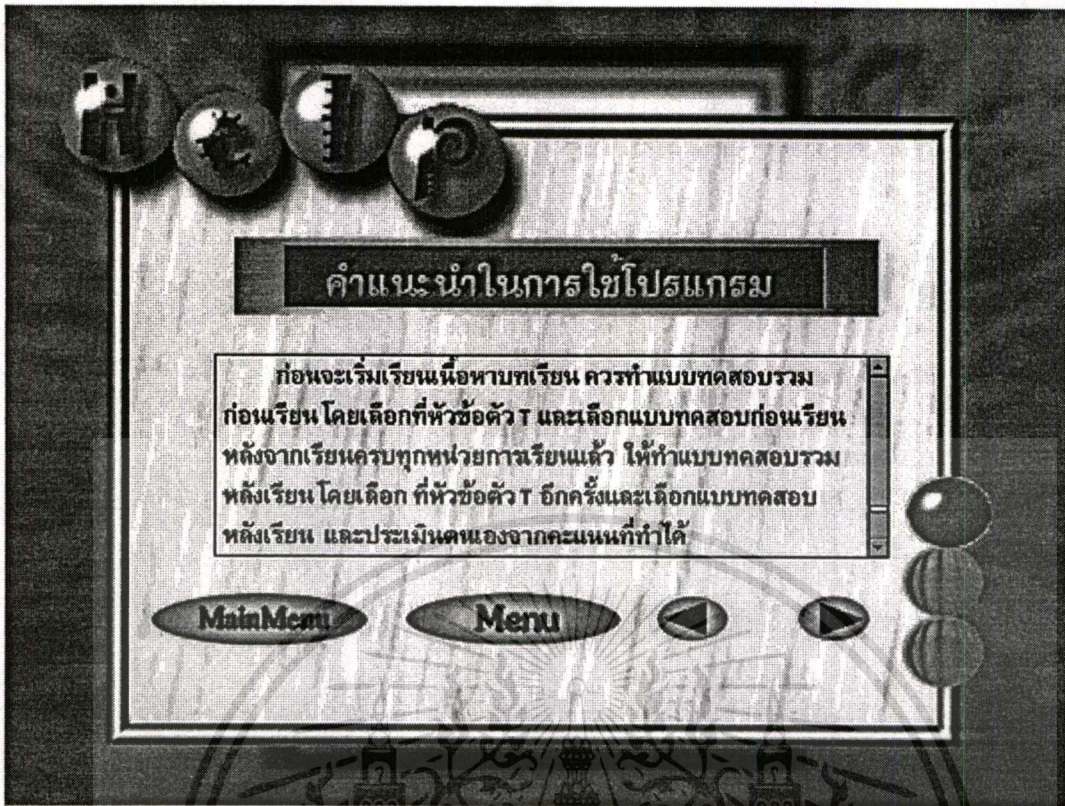 คำแนะนำในการใช้โปรแกรม
ก่อนจะเริ่มเรียนเนื้อหาบทเรียน ควรทำแบบทดสอบรวม
ก่อนเรียน โดยเลือกที่หัวข้อตัว T และเลือกแบบทดสอบก่อนเรียน
หลังจากเรียนครบทุกหน่วยการเรียนแล้ว ให้ทำแบบทดสอบรวม
หลังเรียน โดยเลือก ที่หัวข้อตัว T อีกครั้งและเลือกแบบทดสอบ
หลังเรียน และประเมินตนเองจากคะแนนที่ทำได้
MainMenu Menu